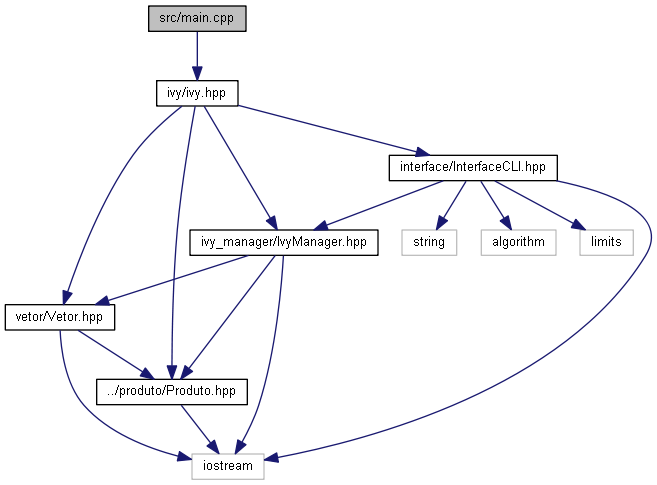 src/main.cpp
ivy/ivy.hpp
interface/InterfaceCLI.hpp
ivy_manager/IvyManager.hpp
string
algorithm
limits
vetor/Vetor.hpp
../produto/Produto.hpp
iostream